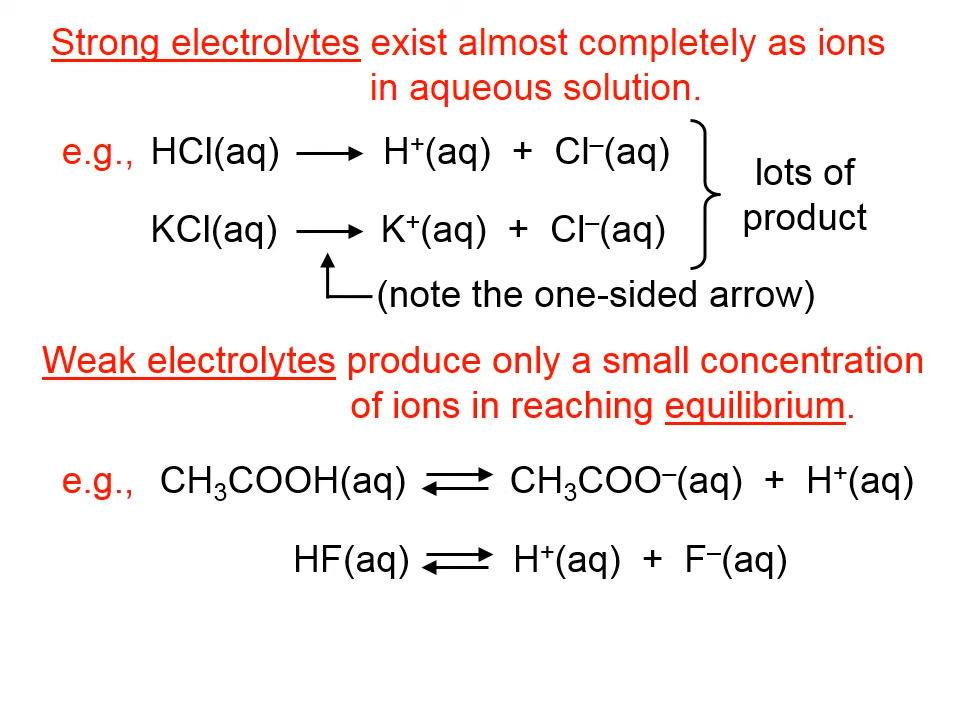 Strong electrolytes exist almost completely as ions
in aqueous solution.
e.g., HCl(aq) ⟶ H⁺(aq) + Cl⁻(aq)
lots of
product
KCl(aq) ⟶ K⁺(aq) + Cl⁻(aq)
(note the one-sided arrow)
Weak electrolytes produce only a small concentration
of ions in reaching equilibrium.
e.g., CH₃COOH(aq) ⇌ CH₃COO⁻(aq) + H⁺(aq)
HF(aq) ⇌ H⁺(aq) + F⁻(aq)